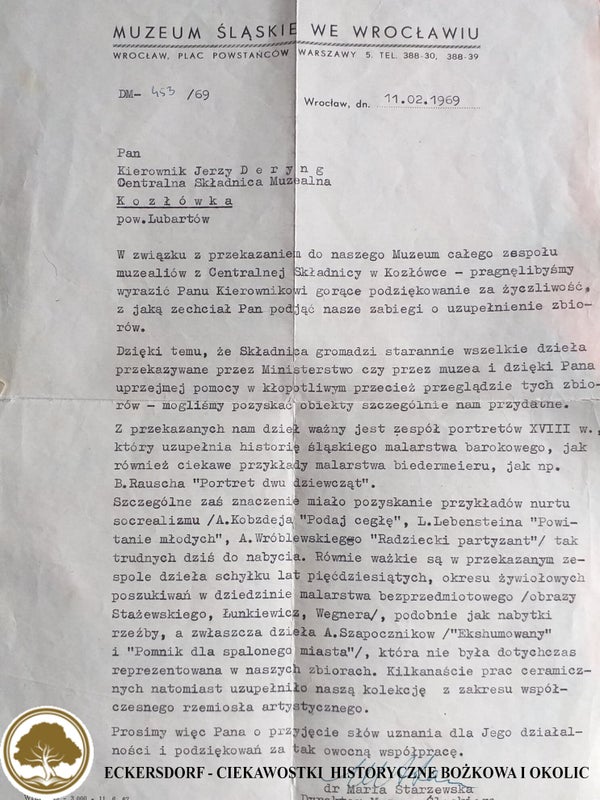 MUZEUM ŚLĄSKIE WE WROCŁAWIU
WROCŁAW, PLAC POWSTAŃCÓW WARSZAWY 5. TEL. 388-30, 388-39
DM- 453 /69
Wrocław, dn. 11.02.1969
Pan
Kierownik Jerzy D e r y n g
Centralna Składnica Muzealna
K o z ł ó w k a
pow.Lubartów
W związku z przekazaniem do naszego Muzeum całego zespołu
muzealiów z Centralnej Składnicy w Kozłówce - pragnęlibyśmy
wyrazić Panu Kierownikowi gorące podziękowanie za życzliwość,
z jaką zechciał Pan podjąć nasze zabiegi o uzupełnienie zbio-
rów.
Dzięki temu, że Składnica gromadzi starannie wszelkie dzieła
przekazywane przez Ministerstwo czy przez muzea i dzięki Pana
uprzejmej pomocy w kłopotliwym przecież przeglądzie tych zbio-
rów - mogliśmy pozyskać obiekty szczególnie nam przydatne.
Z przekazanych nam dzieł ważny jest zespół portretów XVIII w.,
który uzupełnia historię śląskiego malarstwa barokowego, jak
również ciekawe przykłady malarstwa biedermeieru, jak np.
B.Rauscha "Portret dwu dziewcząt".
Szczególne zaś znaczenie miało pozyskanie przykładów nurtu
socrealizmu /A.Kobzdeja "Podaj cegłę", L.Lebensteina "Powi-
tanie młodych", A.Wróblewskieggo "Radziecki partyzant"/ tak
trudnych dziś do nabycia. Równie ważkie są w przekazanym ze-
spole dzieła schyłku lat pięćdziesiątych, okresu żywiołowych
poszukiwań w dziedzinie malarstwa bezprzedmiotowego /obrazy
Stażewskiego, Łunkiewicz, Wegnera/, podobnie jak nabytki
rzeźby, a zwłaszcza dzieła A.Szapocznikow /"Ekshumowany"
i "Pomnik dla spalonego miasta"/, która nie była dotychczas
reprezentowana w naszych zbiorach. Kilkanaście prac ceramicz-
nych natomiast uzupełniło naszą kolekcję z zakresu współ-
czesnego rzemiosła artystycznego.
Prosimy więc Pana o przyjęcie słów uznania dla Jego działal-
ności i podziękowań za tak owocną współpracę.
dr Maria Starzewska
ECKERSDORF - CIEKAWOSTKI HISTORYCZNE BOŻKOWA I OKOLIC